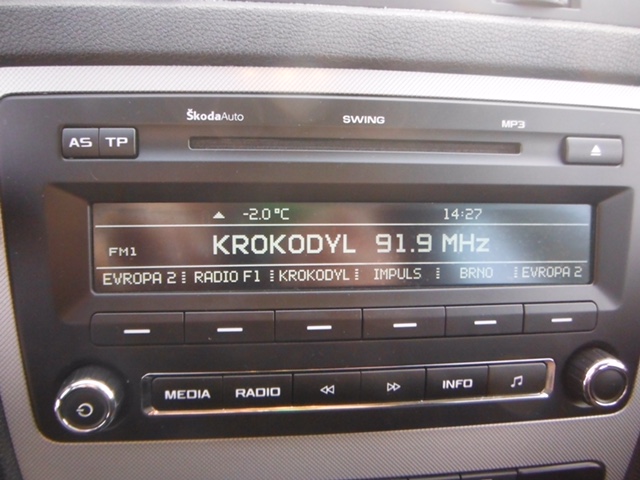 ŠkodaAuto SWING MP3
AS TP
-2.0°C 14:27
FM1 KROKODYL 91.9 MHz
EVROPA 2 RADIO F1 KROKODYL IMPULS BRNO EVROPA 2
MEDIA RADIO INFO